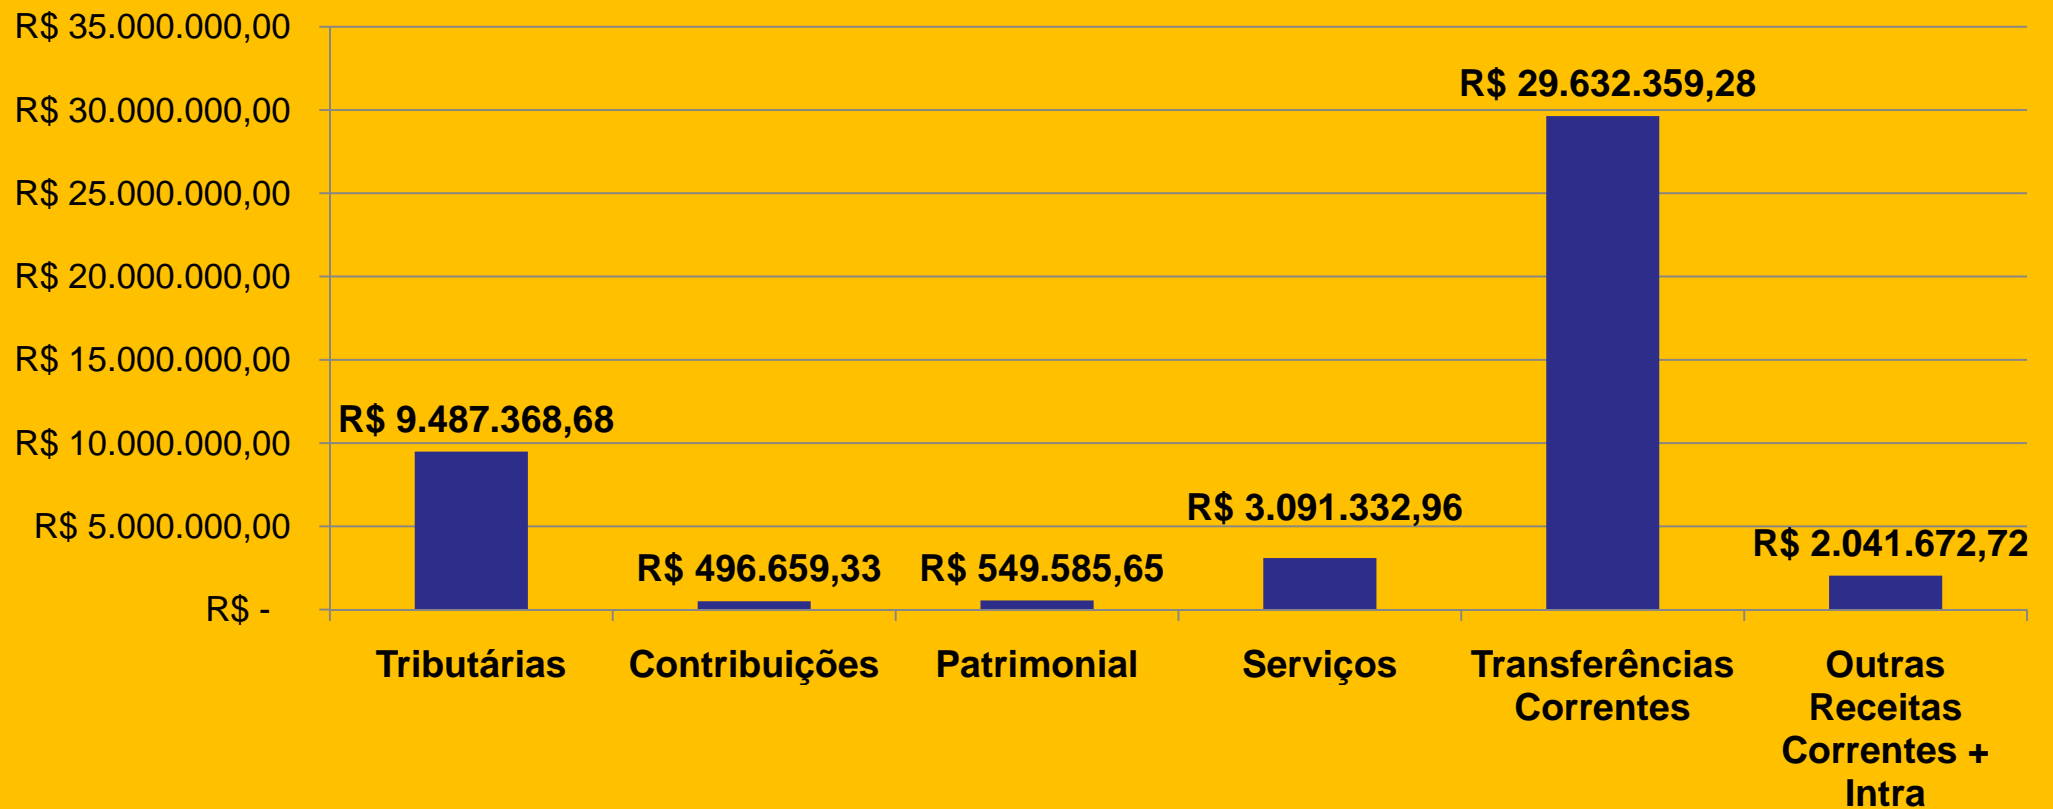 R$ 35.000.000,00
R$ 30.000.000,00
R$ 25.000.000,00
R$ 20.000.000,00
R$ 15.000.000,00
R$ 10.000.000,00
R$ 5.000.000,00
R$ -
R$ 9.487.368,68
R$ 496.659,33
R$ 549.585,65
R$ 3.091.332,96
R$ 29.632.359,28
R$ 2.041.672,72
Tributárias
Contribuições
Patrimonial
Serviços
Transferências
Correntes
Outras
Receitas
Correntes +
Intra